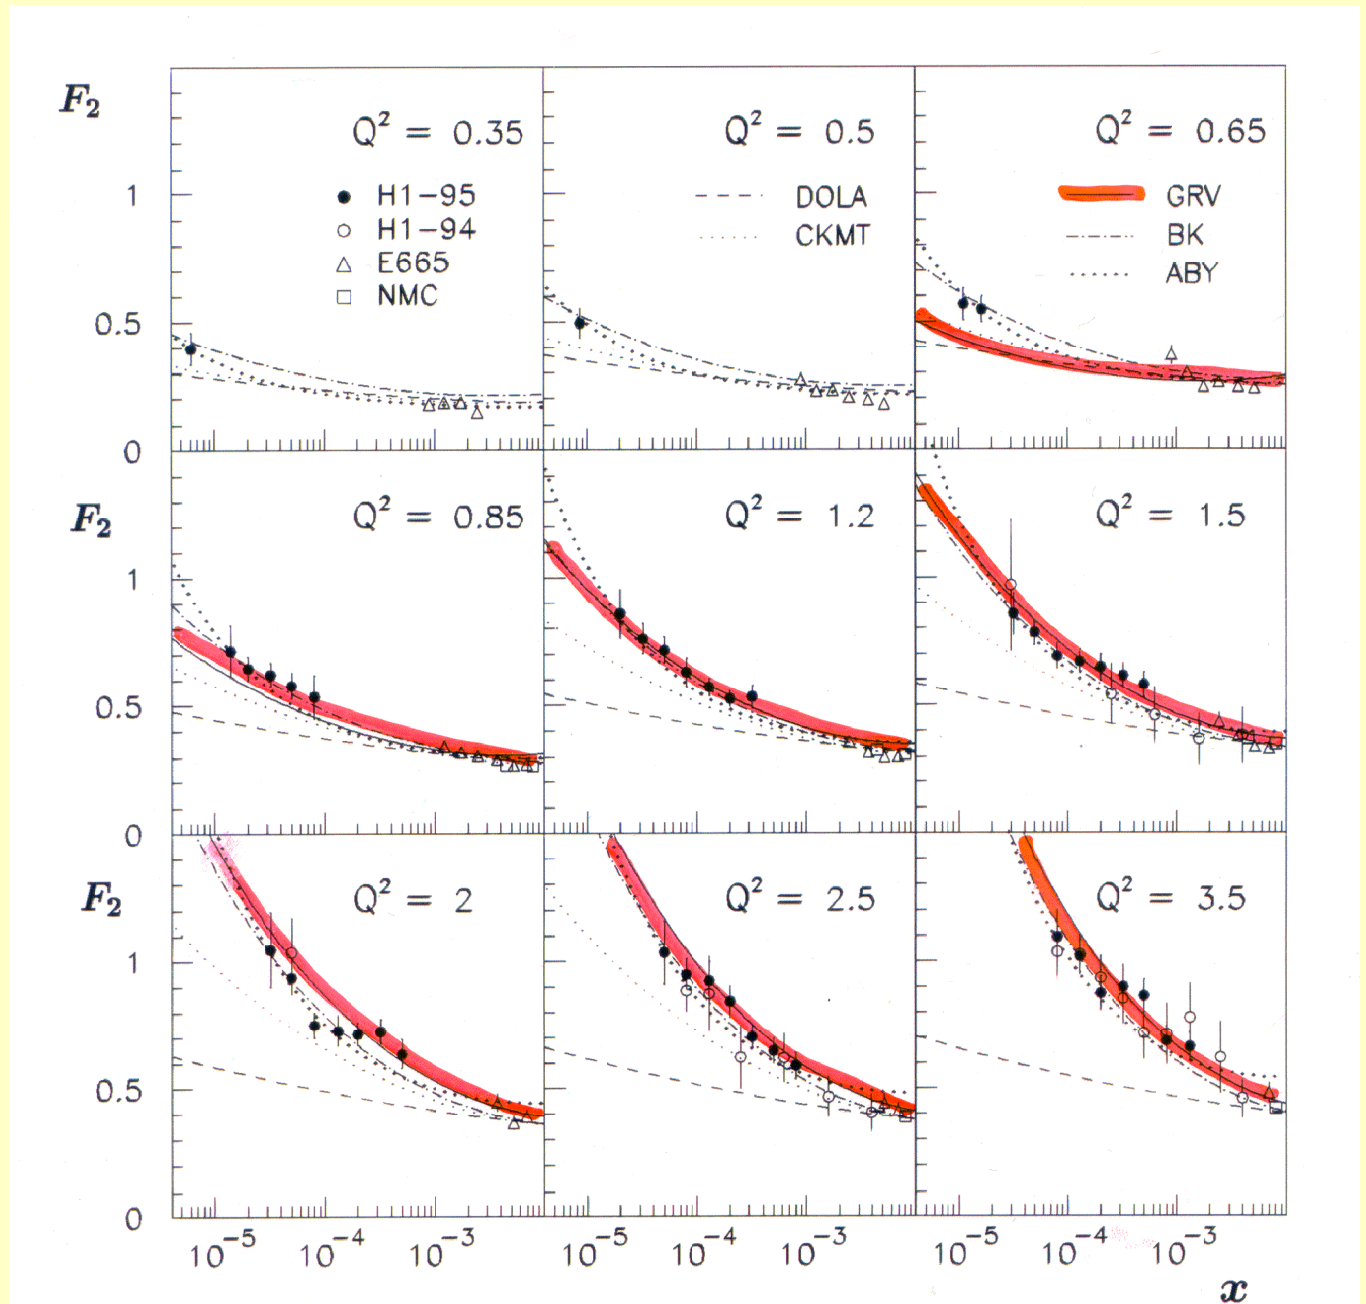 F₂
Q² = 0.35
H1-95
H1-94
E665
NMC
Q² = 0.5
DOLA
CKMT
Q² = 0.65
GRV
BK
ABY
1
0.5
0
F₂
Q² = 0.85
Q² = 1.2
Q² = 1.5
1
0.5
0
F₂
Q² = 2
Q² = 2.5
Q² = 3.5
1
0.5
0
10⁻⁵ 10⁻⁴ 10⁻³ 10⁻⁵ 10⁻⁴ 10⁻³ 10⁻⁵ 10⁻⁴ 10⁻³
x